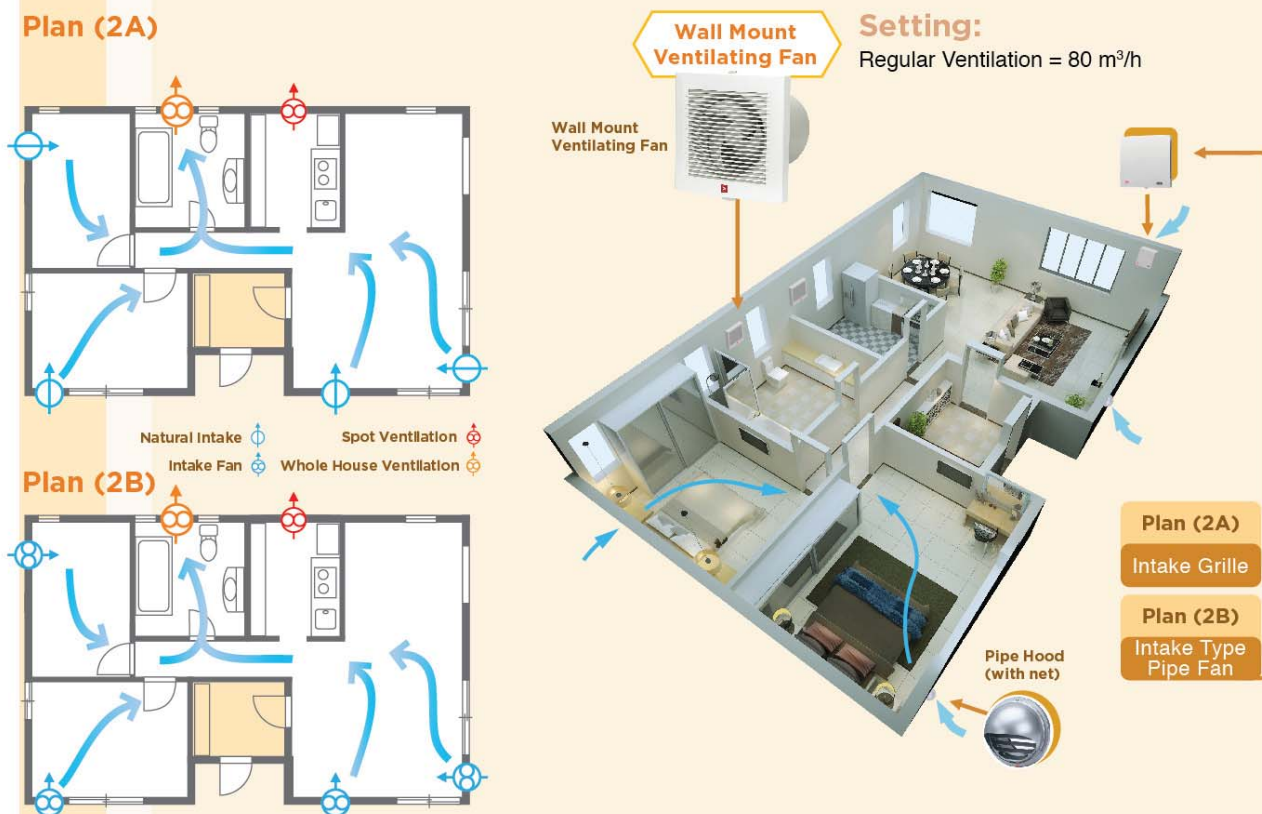 Plan (2A)
Wall Mount
Ventilating Fan
Setting:
Regular Ventilation = 80 m³/h
Wall Mount
Ventilating Fan
Natural Intake
Spot Ventilation
Intake Fan
Whole House Ventilation
Plan (2B)
Plan (2A)
Intake Grille
Plan (2B)
Intake Type
Pipe Fan
Pipe Hood
(with net)